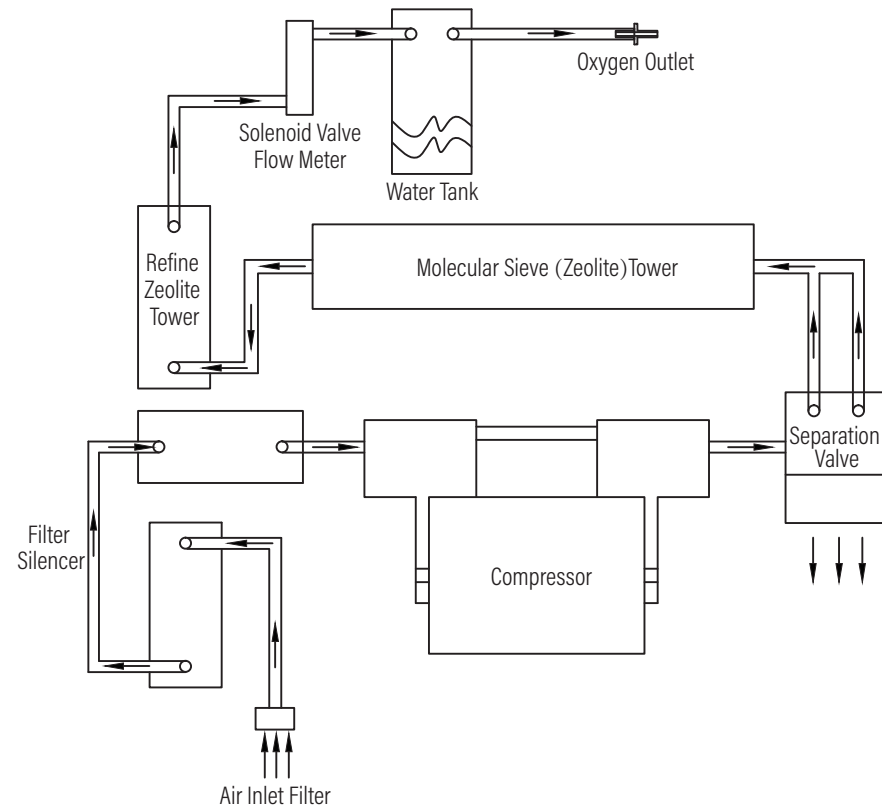 Oxygen Outlet
Solenoid Valve
Flow Meter
Water Tank
Refine
Zeolite
Tower
Molecular Sieve (Zeolite)Tower
Separation
Valve
Filter
Silencer
Compressor
Air Inlet Filter